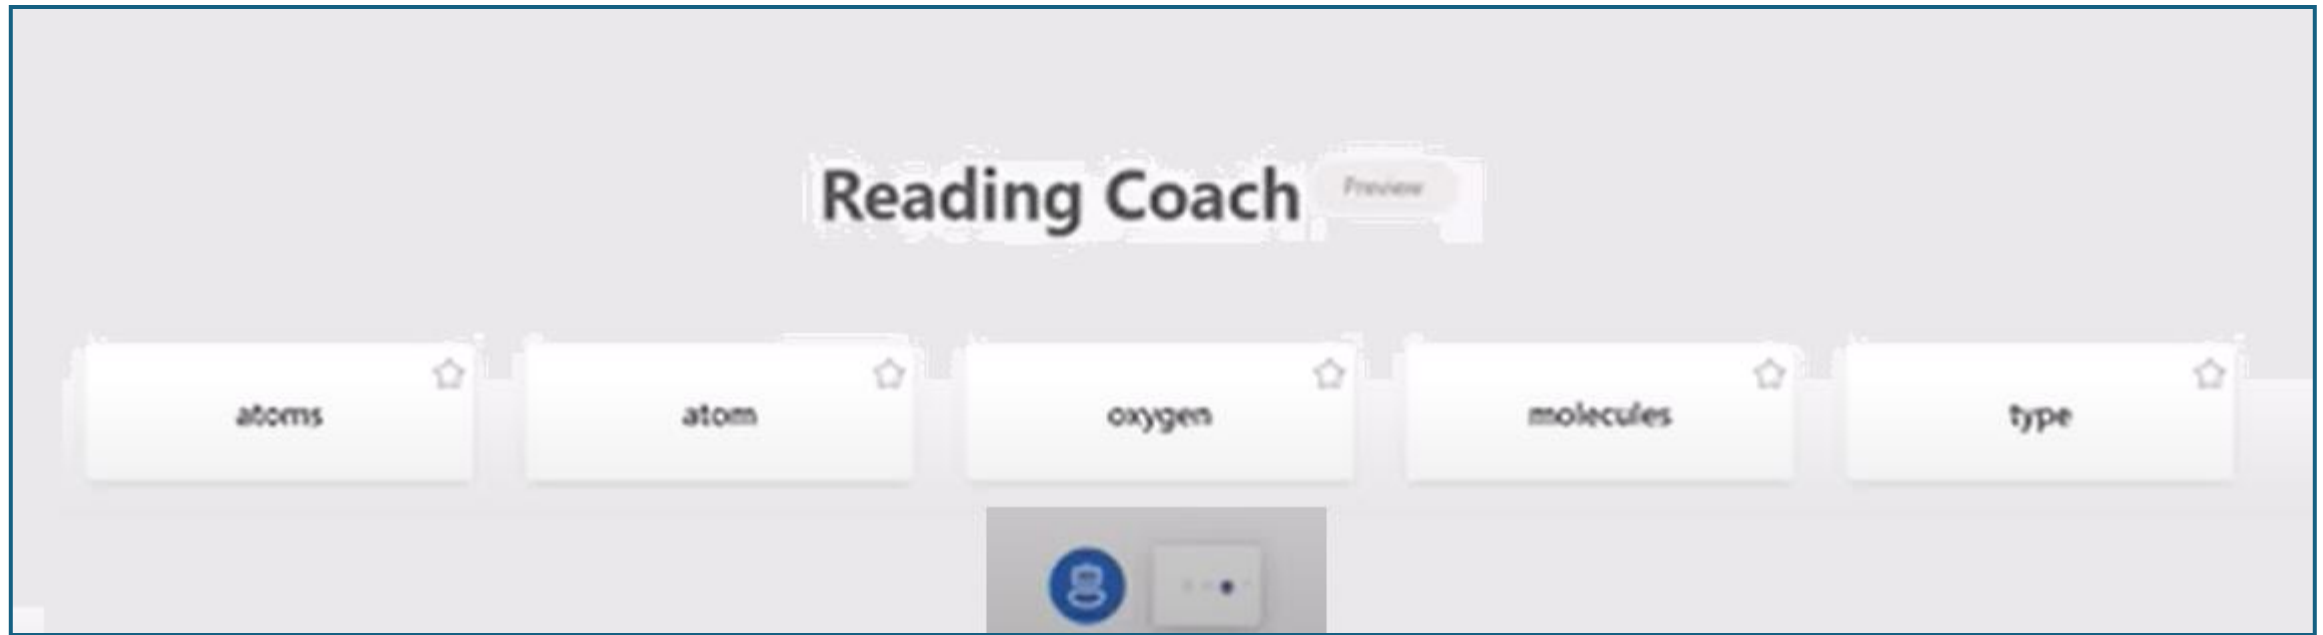 Reading Coach Preview
atoms atom oxygen molecules type